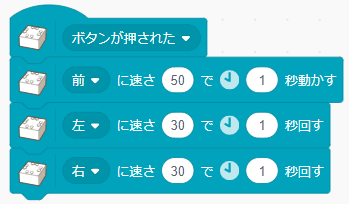 ボタンが押された
前 に速さ 50 で 1 秒動かす
左 に速さ 30 で 1 秒回す
右 に速さ 30 で 1 秒回す